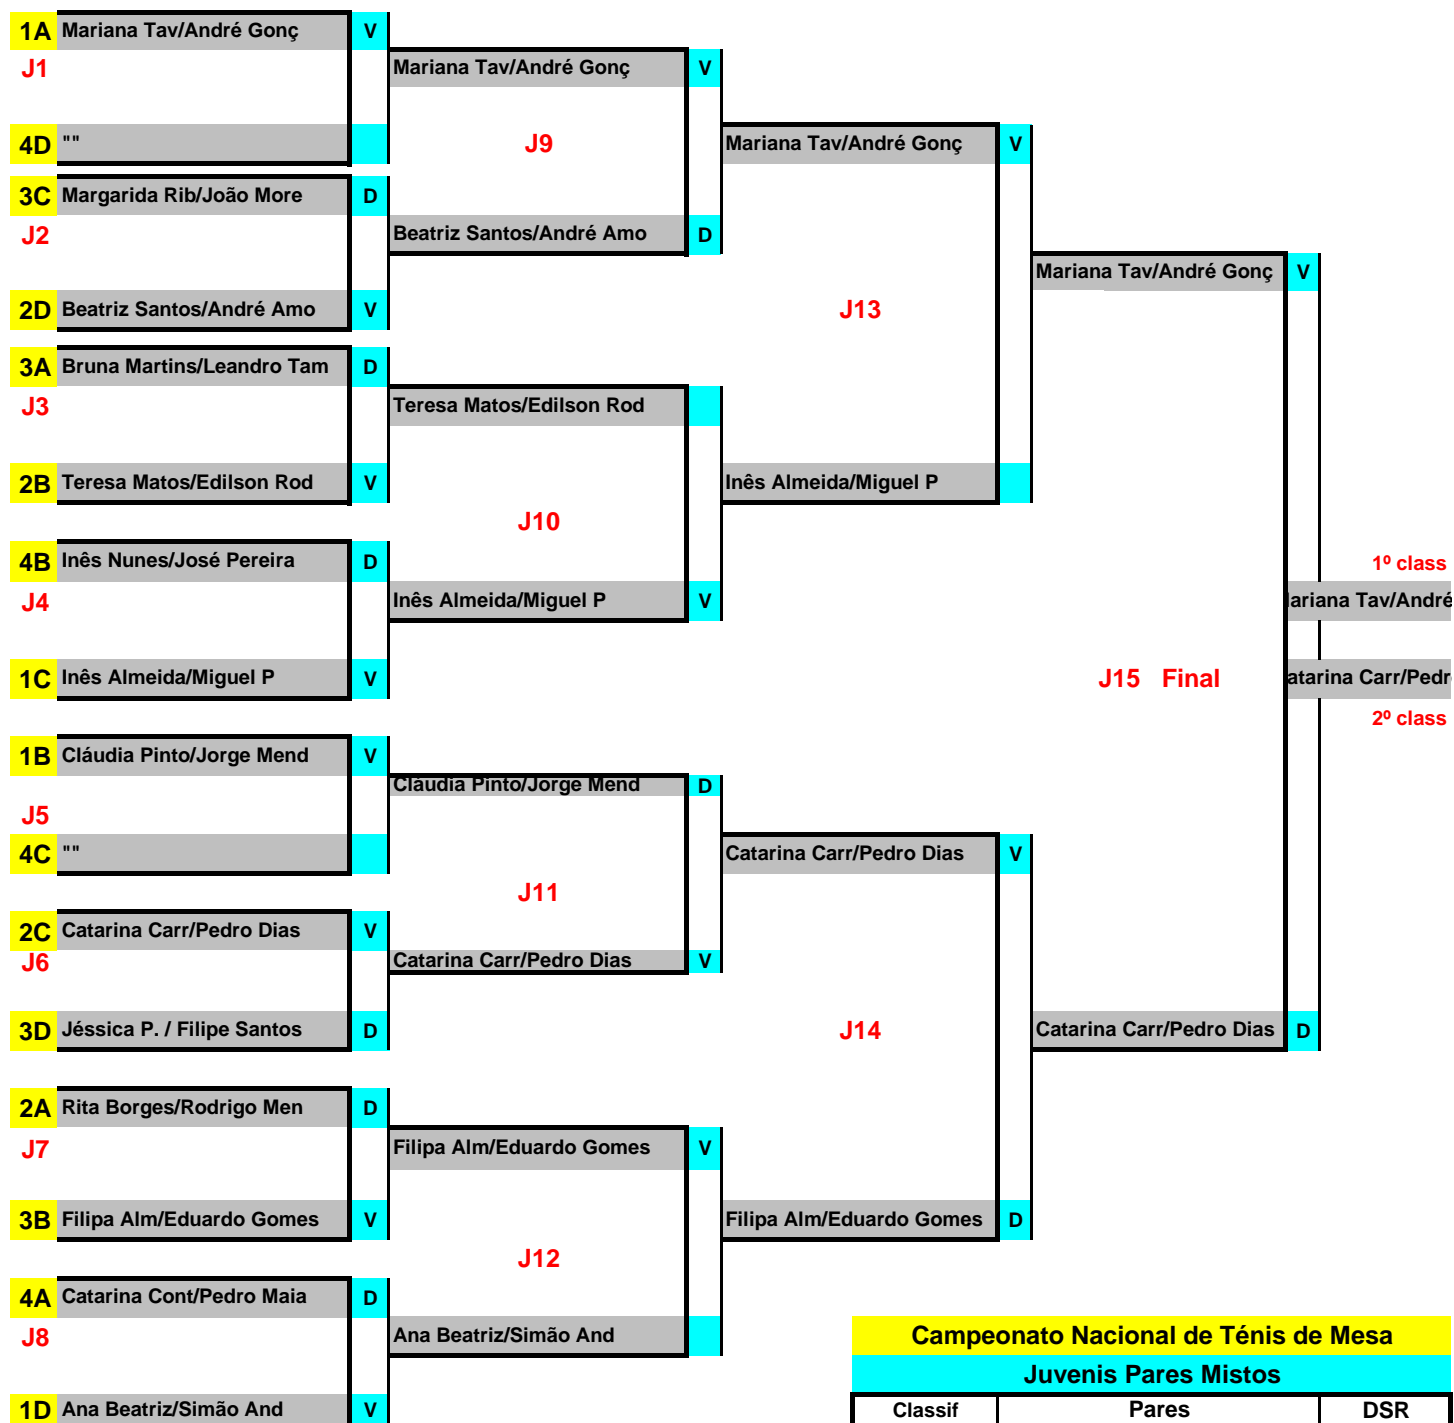 1A Mariana Tav/André Gonç V
J1
4D ""
3C Margarida Rib/João More D
J2
2D Beatriz Santos/André Amo V
3A Bruna Martins/Leandro Tam D
J3
2B Teresa Matos/Edilson Rod V
4B Inês Nunes/José Pereira D
J4
1C Inês Almeida/Miguel P V
1B Cláudia Pinto/Jorge Mend V
J5
4C ""
2C Catarina Carr/Pedro Dias V
J6
3D Jéssica P. / Filipe Santos D
2A Rita Borges/Rodrigo Men D
J7
3B Filipa Alm/Eduardo Gomes V
4A Catarina Cont/Pedro Maia D
J8
1D Ana Beatriz/Simão And V
Mariana Tav/André Gonç V
J9
Beatriz Santos/André Amo D
Teresa Matos/Edilson Rod
J10
Inês Almeida/Miguel P V
Cláudia Pinto/Jorge Mend D
J11
Catarina Carr/Pedro Dias V
Filipa Alm/Eduardo Gomes V
J12
Ana Beatriz/Simão And
Mariana Tav/André Gonç V
J13
Inês Almeida/Miguel P
Catarina Carr/Pedro Dias V
J14
Filipa Alm/Eduardo Gomes D
Mariana Tav/André Gonç V
J15 Final
Catarina Carr/Pedro Dias D
1º class
ariana Tav/André
atarina Carr/Pedr
2º class
Campeonato Nacional de Ténis de Mesa
Juvenis Pares Mistos
Classif Pares DSR